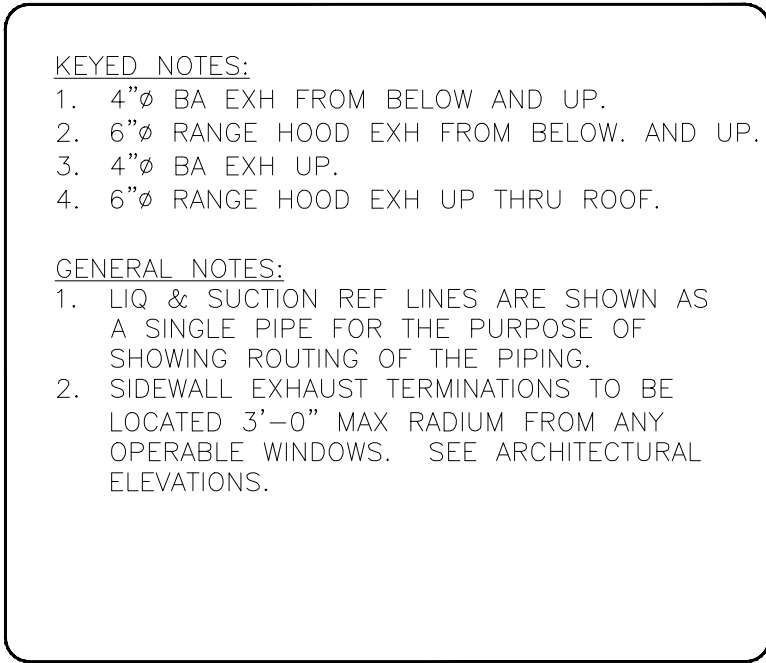 KEYED NOTES:
1. 4"ø BA EXH FROM BELOW AND UP.
2. 6"ø RANGE HOOD EXH FROM BELOW. AND UP.
3. 4"ø BA EXH UP.
4. 6"ø RANGE HOOD EXH UP THRU ROOF.
GENERAL NOTES:
1. LIQ & SUCTION REF LINES ARE SHOWN AS
A SINGLE PIPE FOR THE PURPOSE OF
SHOWING ROUTING OF THE PIPING.
2. SIDEWALL EXHAUST TERMINATIONS TO BE
LOCATED 3'-0" MAX RADIUM FROM ANY
OPERABLE WINDOWS. SEE ARCHITECTURAL
ELEVATIONS.